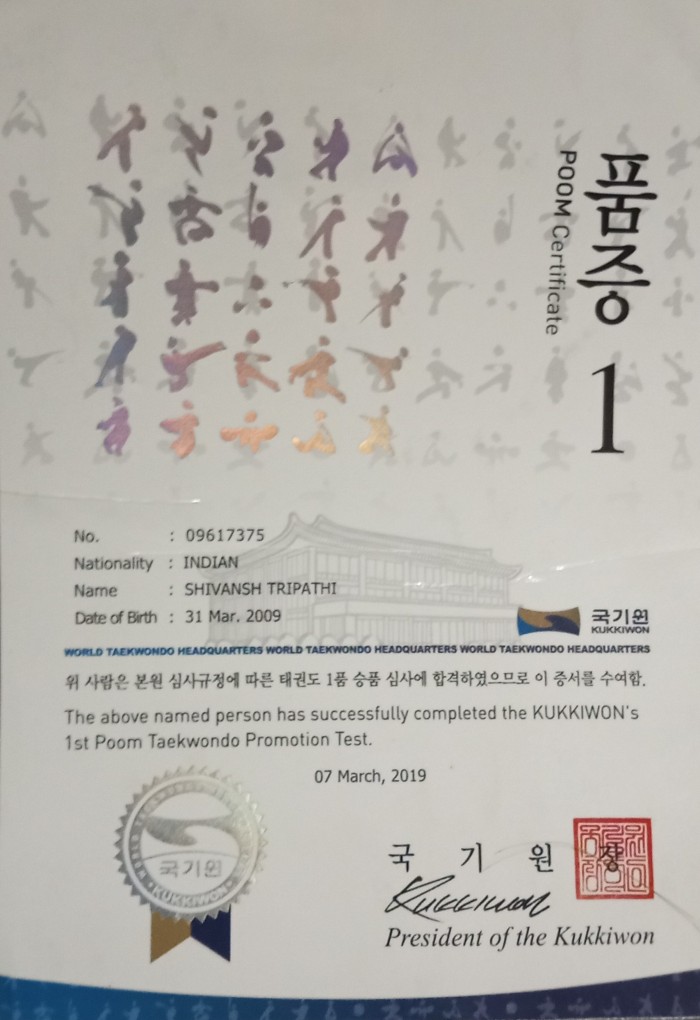 품증
POOM Certificate
1
No. : 09617375
Nationality : INDIAN
Name : SHIVANSH TRIPATHI
Date of Birth : 31 Mar. 2009
국기원
KUKKIWON
WORLD TAEKWONDO HEADQUARTERS WORLD TAEKWONDO HEADQUARTERS WORLD TAEKWONDO HEADQUARTERS
위 사람은 본원 심사규정에 따른 태권도 1품 승품 심사에 합격하였으므로 이 증서를 수여함.
The above named person has successfully completed the KUKKIWON's
1st Poom Taekwondo Promotion Test.
07 March, 2019
국기원
KUKKIWON
국 기 원 장
Kukkiwon
President of the Kukkiwon